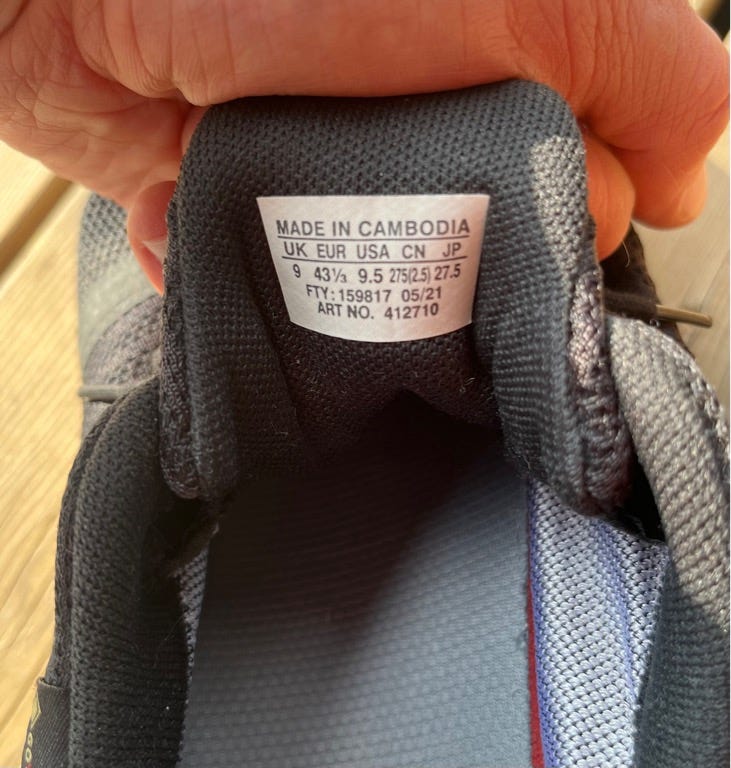 MADE IN CAMBODIA
UK EUR USA CN JP
9 43⅓ 9.5 275(2.5) 27.5
FTY: 159817 05/21
ART NO. 412710